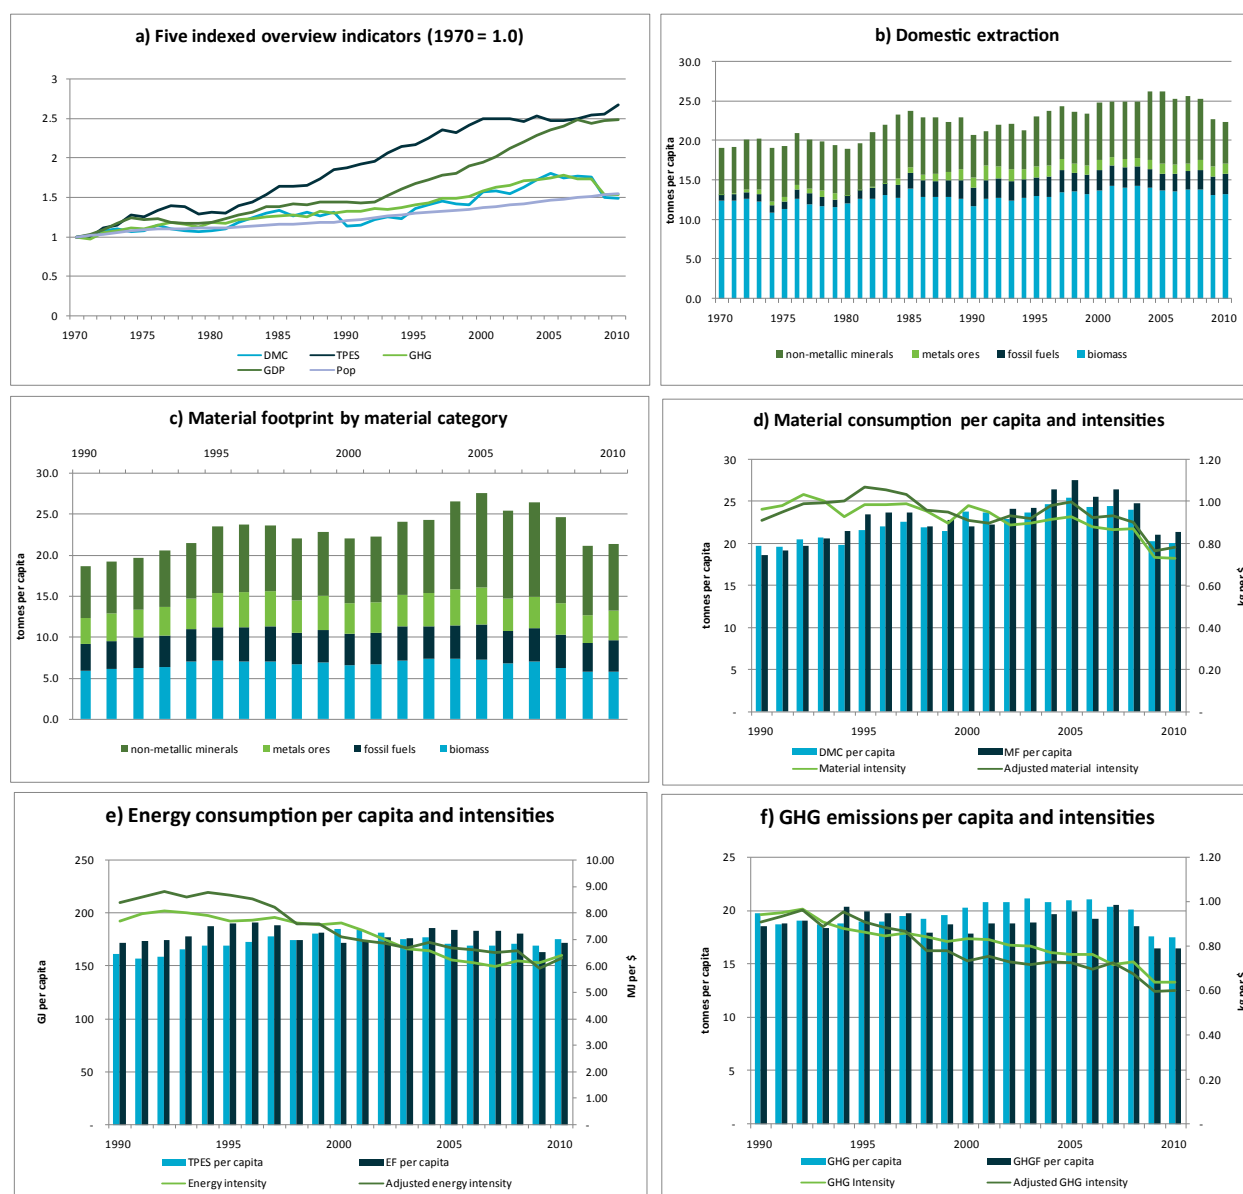 a) Five indexed overview indicators (1970 = 1.0)
3
2.5
2
1.5
1
0.5
0
1970 1975 1980 1985 1990 1995 2000 2005 2010
DMC TPES GHG
GDP Pop
b) Domestic extraction
tonnes per capita
30.0
25.0
20.0
15.0
10.0
5.0
0.0
1970 1975 1980 1985 1990 1995 2000 2005 2010
non-metallic minerals metals ores fossil fuels biomass
c) Material footprint by material category
1990 1995 2000 2005 2010
tonnes per capita
30.0
25.0
20.0
15.0
10.0
5.0
0.0
non-metallic minerals metals ores fossil fuels biomass
d) Material consumption per capita and intensities
tonnes per capita
30
25
20
15
10
5
-
1.20
1.00
0.80
0.60
0.40
0.20
-
kg per $
1990 1995 2000 2005 2010
DMC per capita MF per capita
Material intensity Adjusted material intensity
e) Energy consumption per capita and intensities
GJ per capita
250
200
150
100
50
-
10.00
9.00
8.00
7.00
6.00
5.00
4.00
3.00
2.00
1.00
-
MJ per $
1990 1995 2000 2005 2010
TPES per capita EF per capita
Energy intensity Adjusted energy intensity
f) GHG emissions per capita and intensities
tonnes per capita
25
20
15
10
5
-
1.20
1.00
0.80
0.60
0.40
0.20
-
kg per $
1990 1995 2000 2005 2010
GHG per capita GHGF per capita
GHG Intensity Adjusted GHG intensity